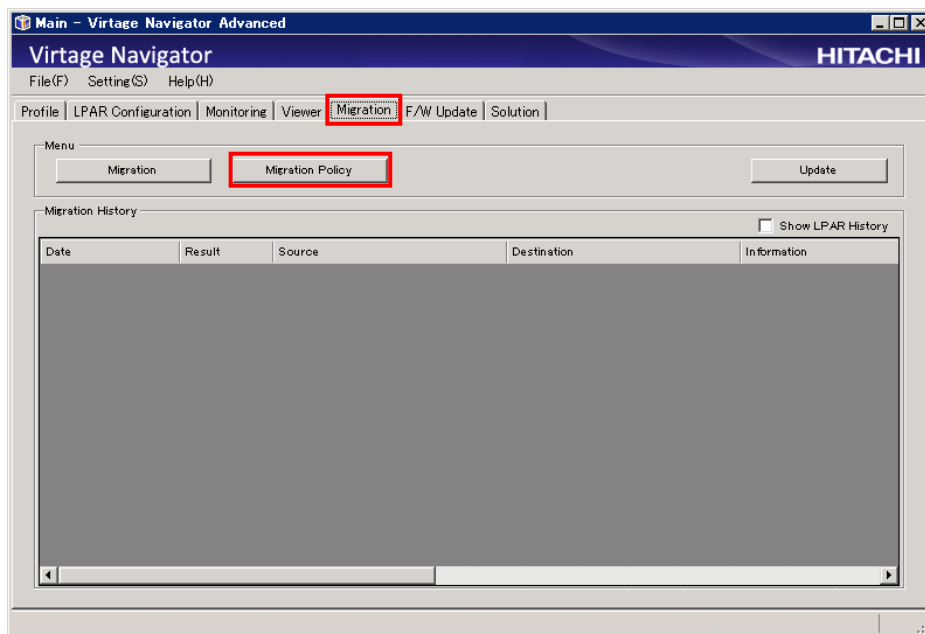 Main - Virtage Navigator Advanced
Virtage Navigator HITACHI
File(F) Setting(S) Help(H)
Profile LPAR Configuration Monitoring Viewer Migration F/W Update Solution
Menu
Migration Migration Policy Update
Migration History
Show LPAR History
Date Result Source Destination Information